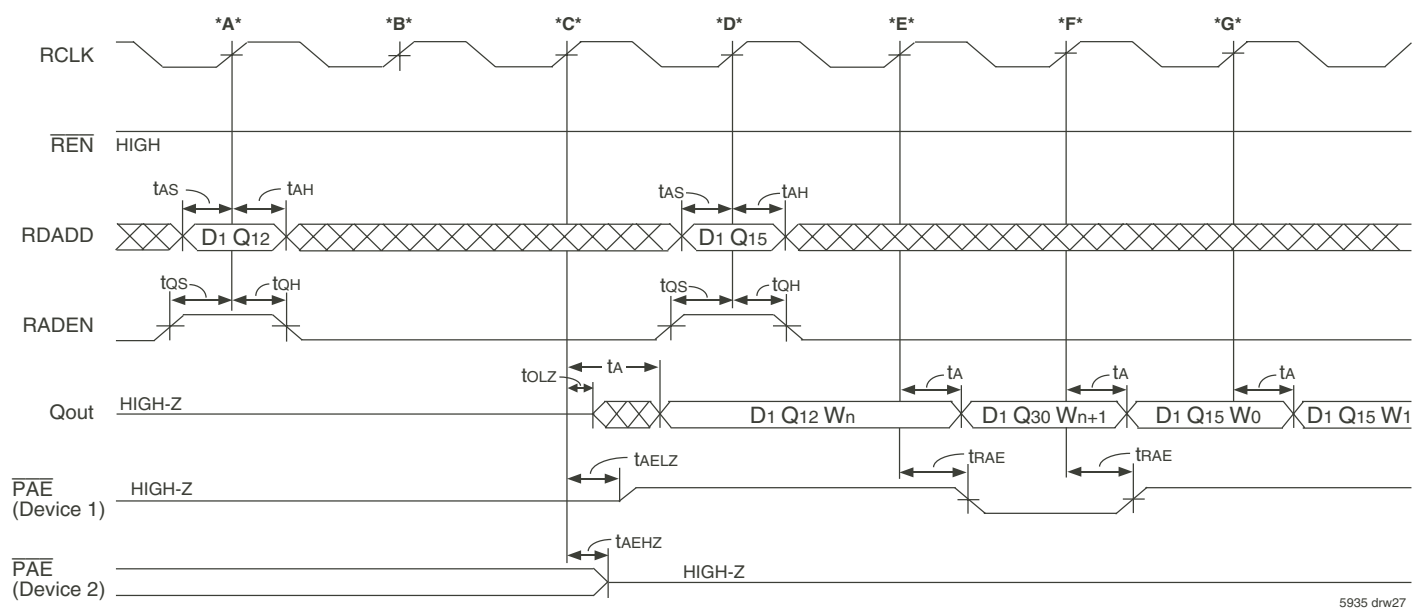 *A* *B* *C* *D* *E* *F* *G*
RCLK
REN HIGH
tAS tAH tAS tAH
RDADD D1 Q12 D1 Q15
tQS tQH tQS tQH
RADEN
tOLZ tA tA tA tA
Qout HIGH-Z D1 Q12 Wn D1 Q30 Wn+1 D1 Q15 W0 D1 Q15 W1
tAELZ tRAE tRAE
PAE HIGH-Z
(Device 1)
tAEHZ
PAE HIGH-Z
(Device 2)
5935 drw27